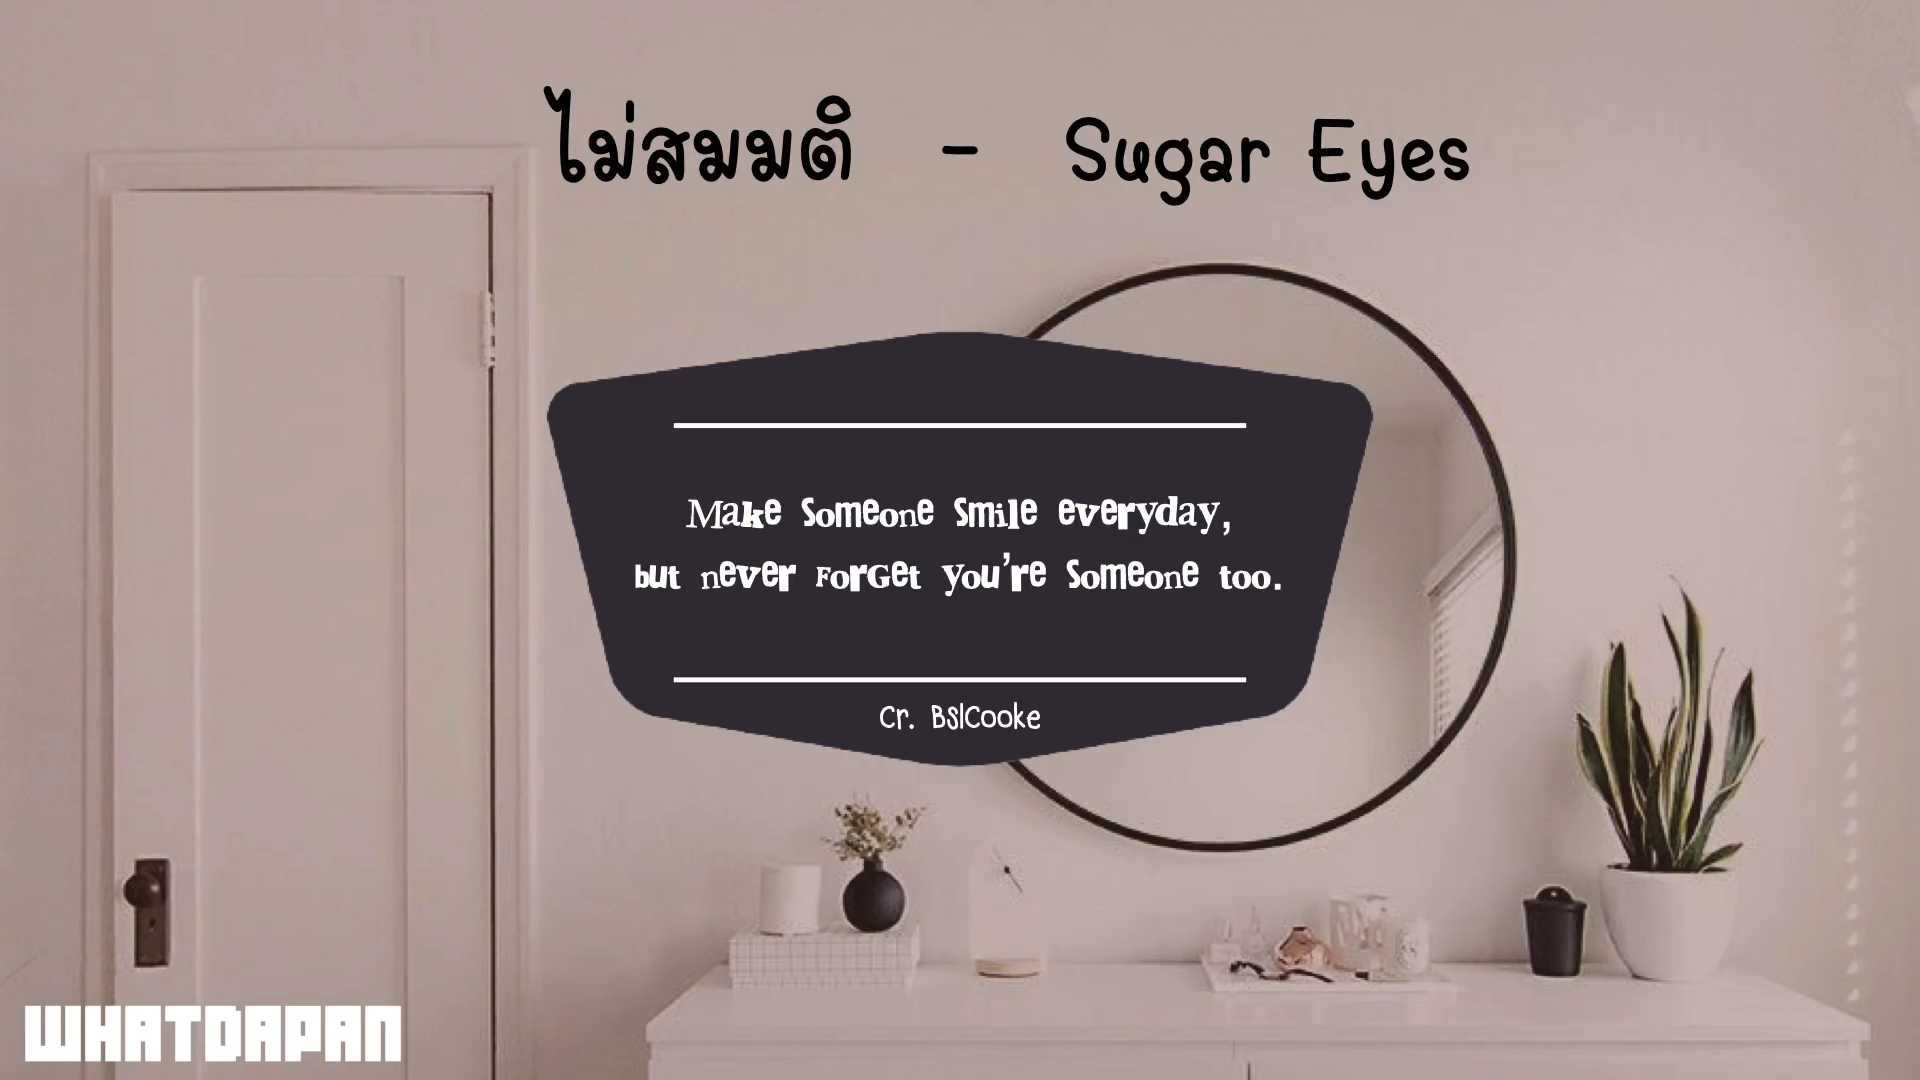 ไม่สมมติ - Sugar Eyes
Make Someone Smile everyday,
but never Forget you're Someone too.
Cr. BslCooke
WHATDAPAN